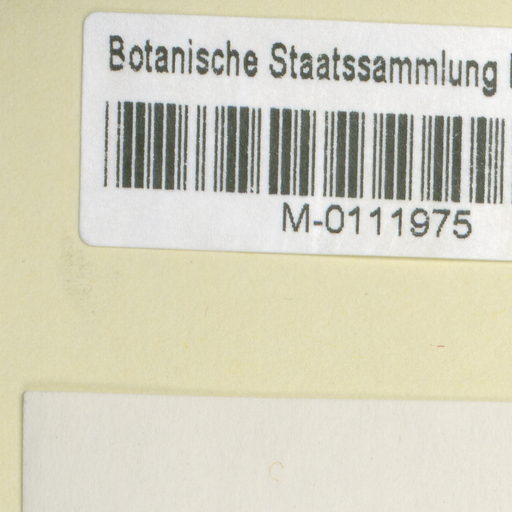 Botanische Staatssammlung
M-0111975